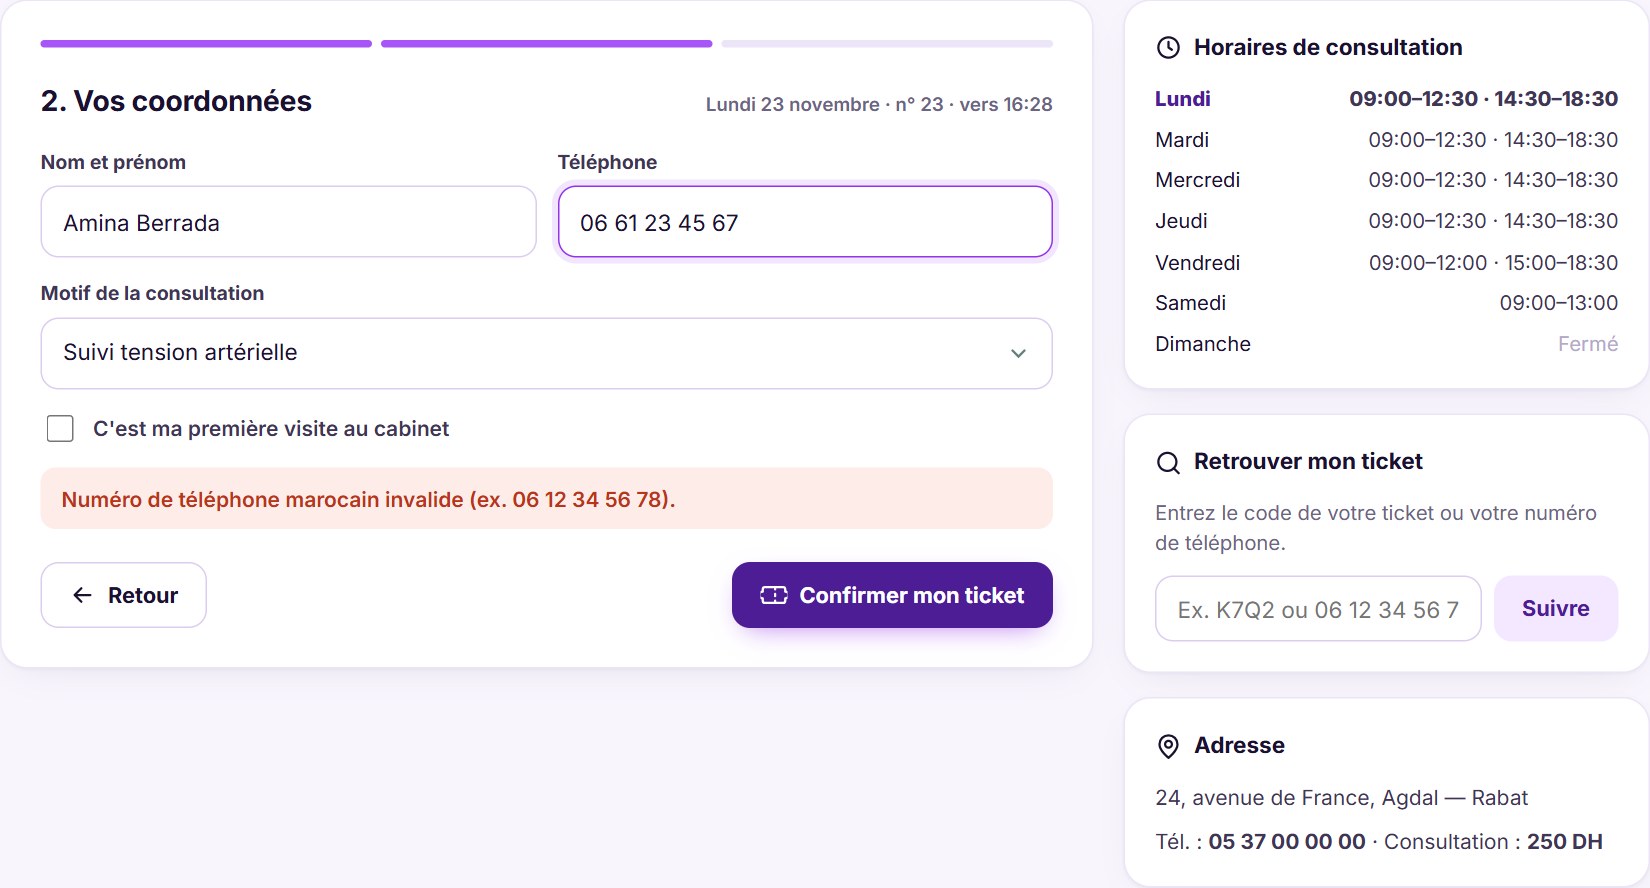 2. Vos coordonnées
Lundi 23 novembre · n° 23 · vers 16:28
Nom et prénom
Téléphone
Amina Berrada
06 61 23 45 67
Motif de la consultation
Suivi tension artérielle
C'est ma première visite au cabinet
Numéro de téléphone marocain invalide (ex. 06 12 34 56 78).
Retour
Confirmer mon ticket
Horaires de consultation
Lundi 09:00–12:30 · 14:30–18:30
Mardi 09:00–12:30 · 14:30–18:30
Mercredi 09:00–12:30 · 14:30–18:30
Jeudi 09:00–12:30 · 14:30–18:30
Vendredi 09:00–12:00 · 15:00–18:30
Samedi 09:00–13:00
Dimanche Fermé
Retrouver mon ticket
Entrez le code de votre ticket ou votre numéro
de téléphone.
Ex. K7Q2 ou 06 12 34 56 7
Suivre
Adresse
24, avenue de France, Agdal — Rabat
Tél. : 05 37 00 00 00 · Consultation : 250 DH